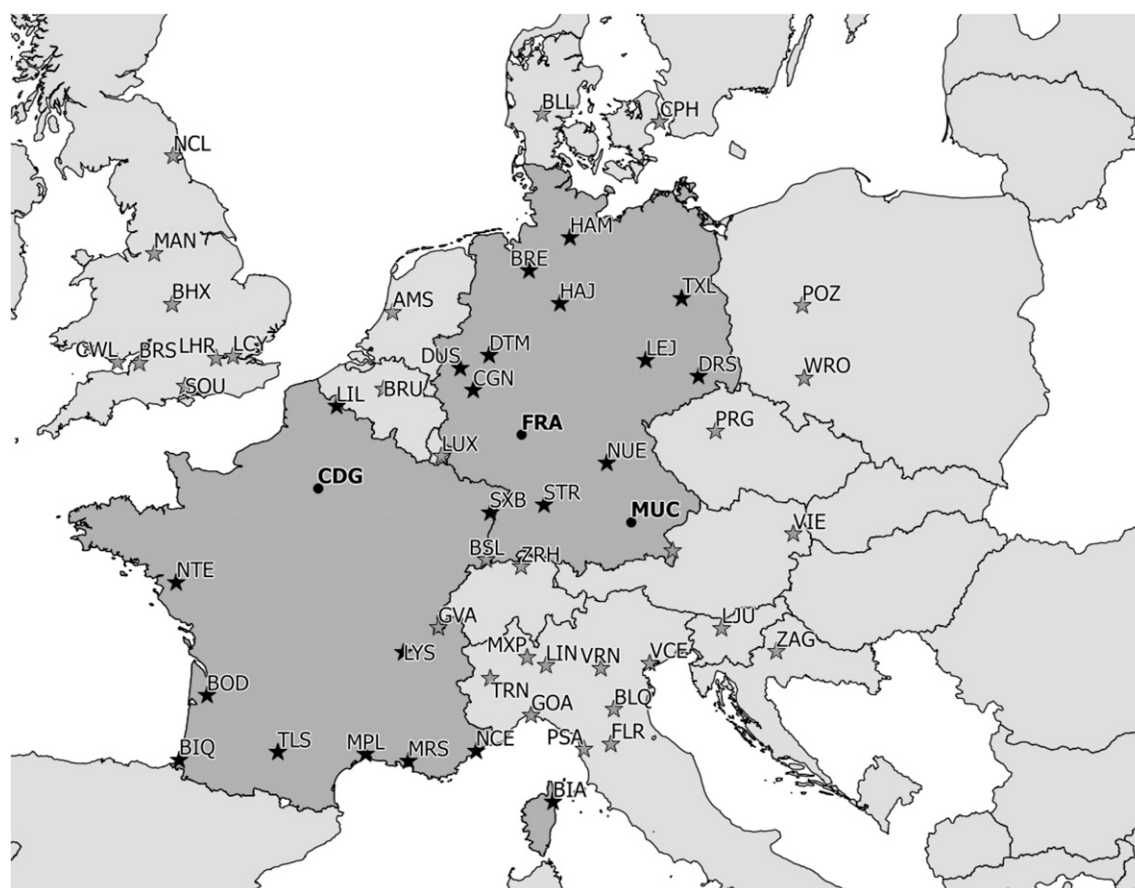 BLL
CPH
NCL
HAM
MAN
BRE
TXL
BHX
HAJ
POZ
AMS
CWL
BRS
LHR
LCY
DTM
DUS
LEJ
DRS
WRO
SOU
LIL
BRU
CGN
FRA
PRG
LUX
NUE
CDG
SXB
STR
MUC
VIE
BSL
ZRH
NTE
GVA
LJU
LYS
MXP
LIN
VRN
VCE
ZAG
BOD
TRN
GOA
BLQ
BIQ
TLS
MPL
MRS
NCE
PSA
FLR
BIA